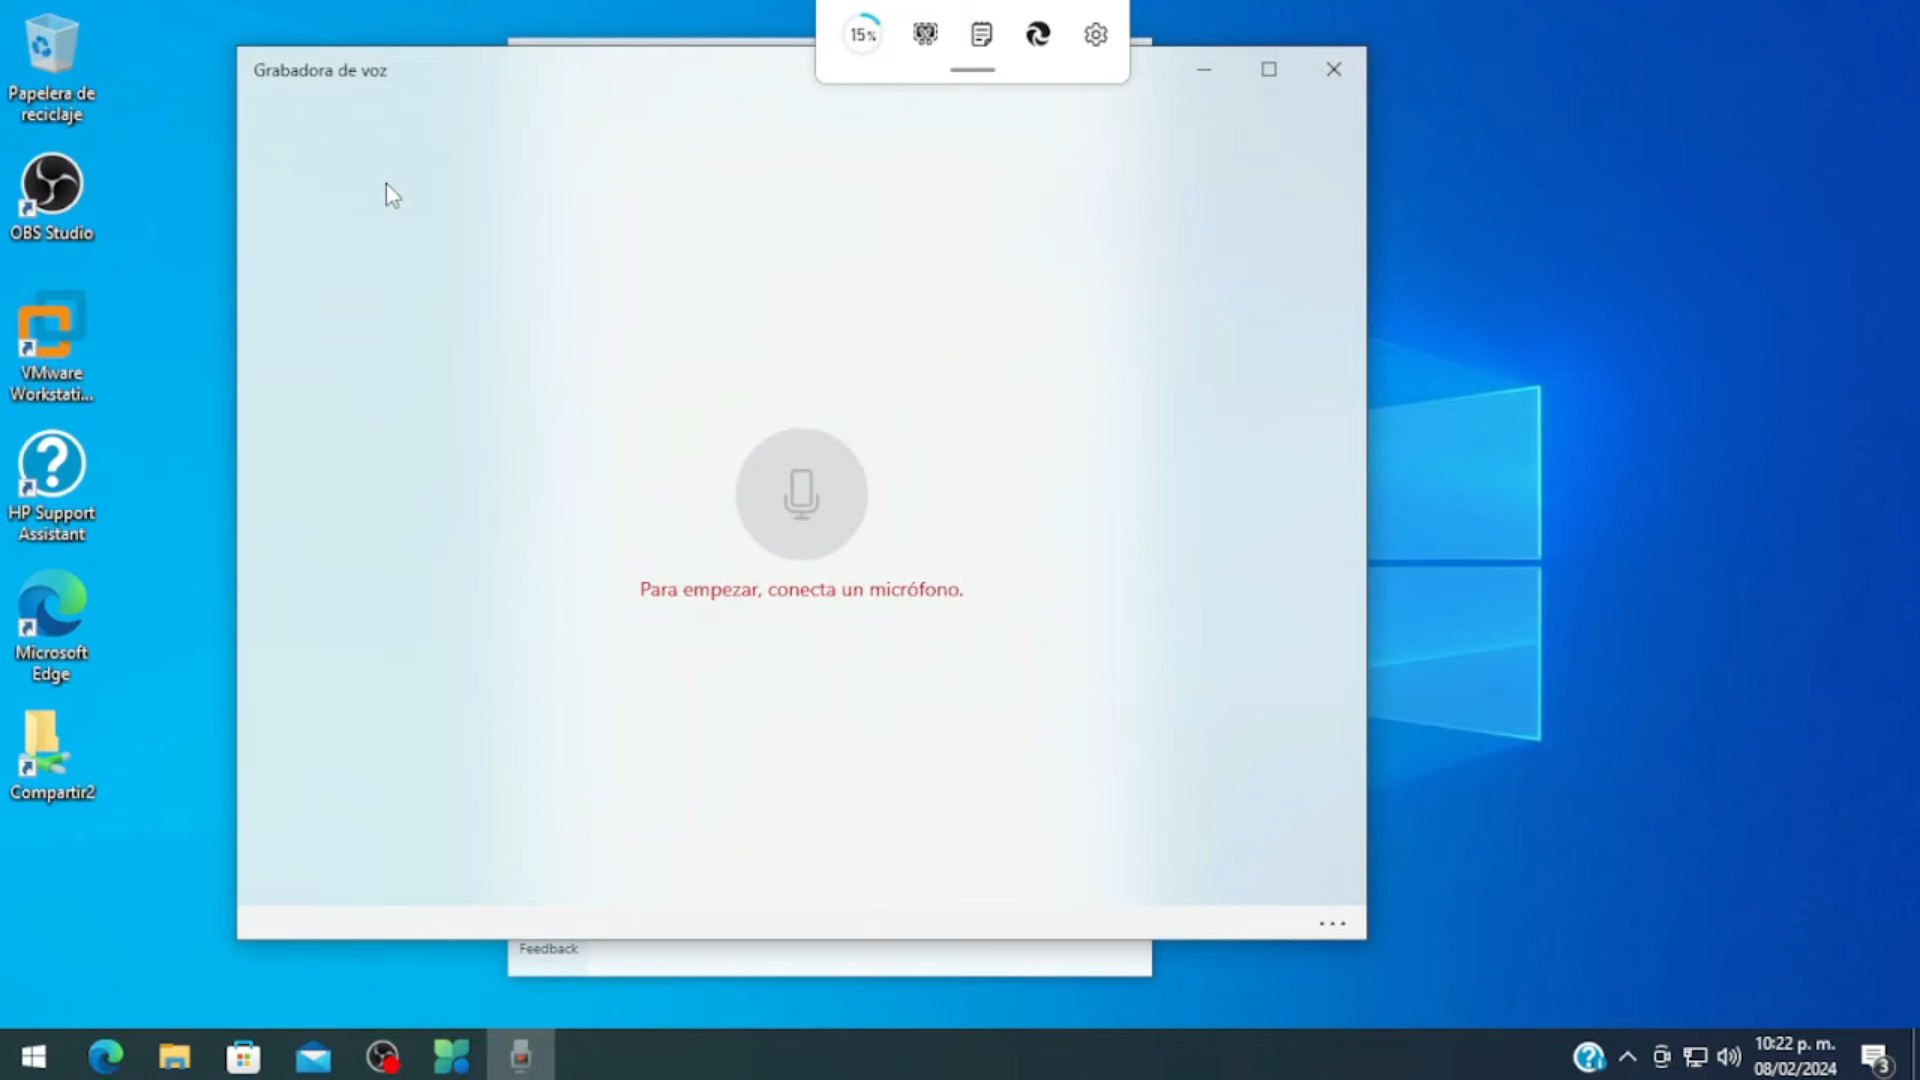 15%
Grabadora de voz
Papelera de
reciclaje
OBS Studio
VMware
Workstati...
HP Support
Assistant
Microsoft
Edge
Compartir2
Para empezar, conecta un micrófono.
Feedback
10:22 p. m.
08/02/2024
3